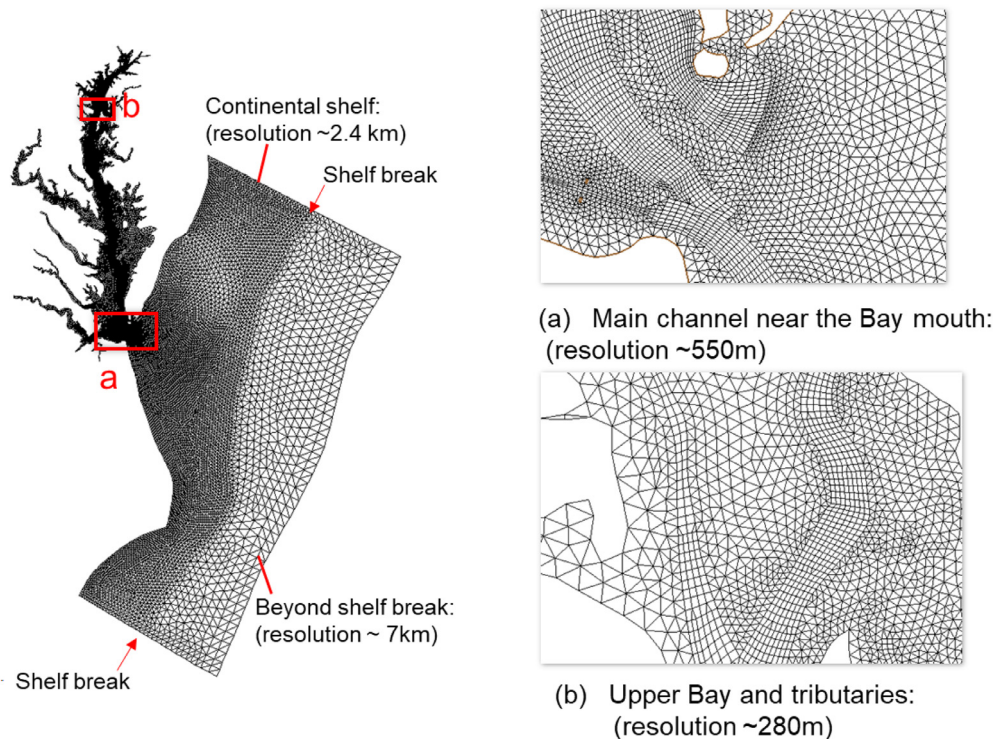 b
Continental shelf:
(resolution ~2.4 km)
Shelf break
a
Beyond shelf break:
(resolution ~ 7km)
Shelf break
(a) Main channel near the Bay mouth:
(resolution ~550m)
(b) Upper Bay and tributaries:
(resolution ~280m)